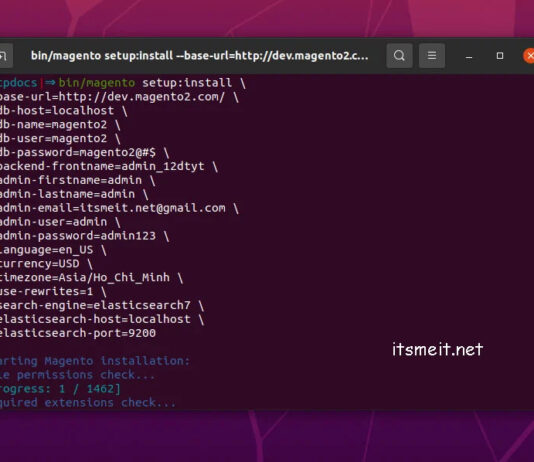 bin/magento setup:install --base-url=http://dev.magento2.c...
tpdocs |⇒ bin/magento setup:install \
base-url=http://dev.magento2.com/ \
db-host=localhost \
db-name=magento2 \
db-user=magento2 \
db-password=magento2@#$ \
backend-frontname=admin_12dtyt \
admin-firstname=admin \
admin-lastname=admin \
admin-email=itsmeit.net@gmail.com \
admin-user=admin \
admin-password=admin123 \
language=en_US \
currency=USD \
timezone=Asia/Ho_Chi_Minh \
use-rewrites=1 \
search-engine=elasticsearch7 \
elasticsearch-host=localhost \
elasticsearch-port=9200
itsmeit.net
arting Magento installation:
le permissions check...
rogress: 1 / 1462]
quired extensions check...